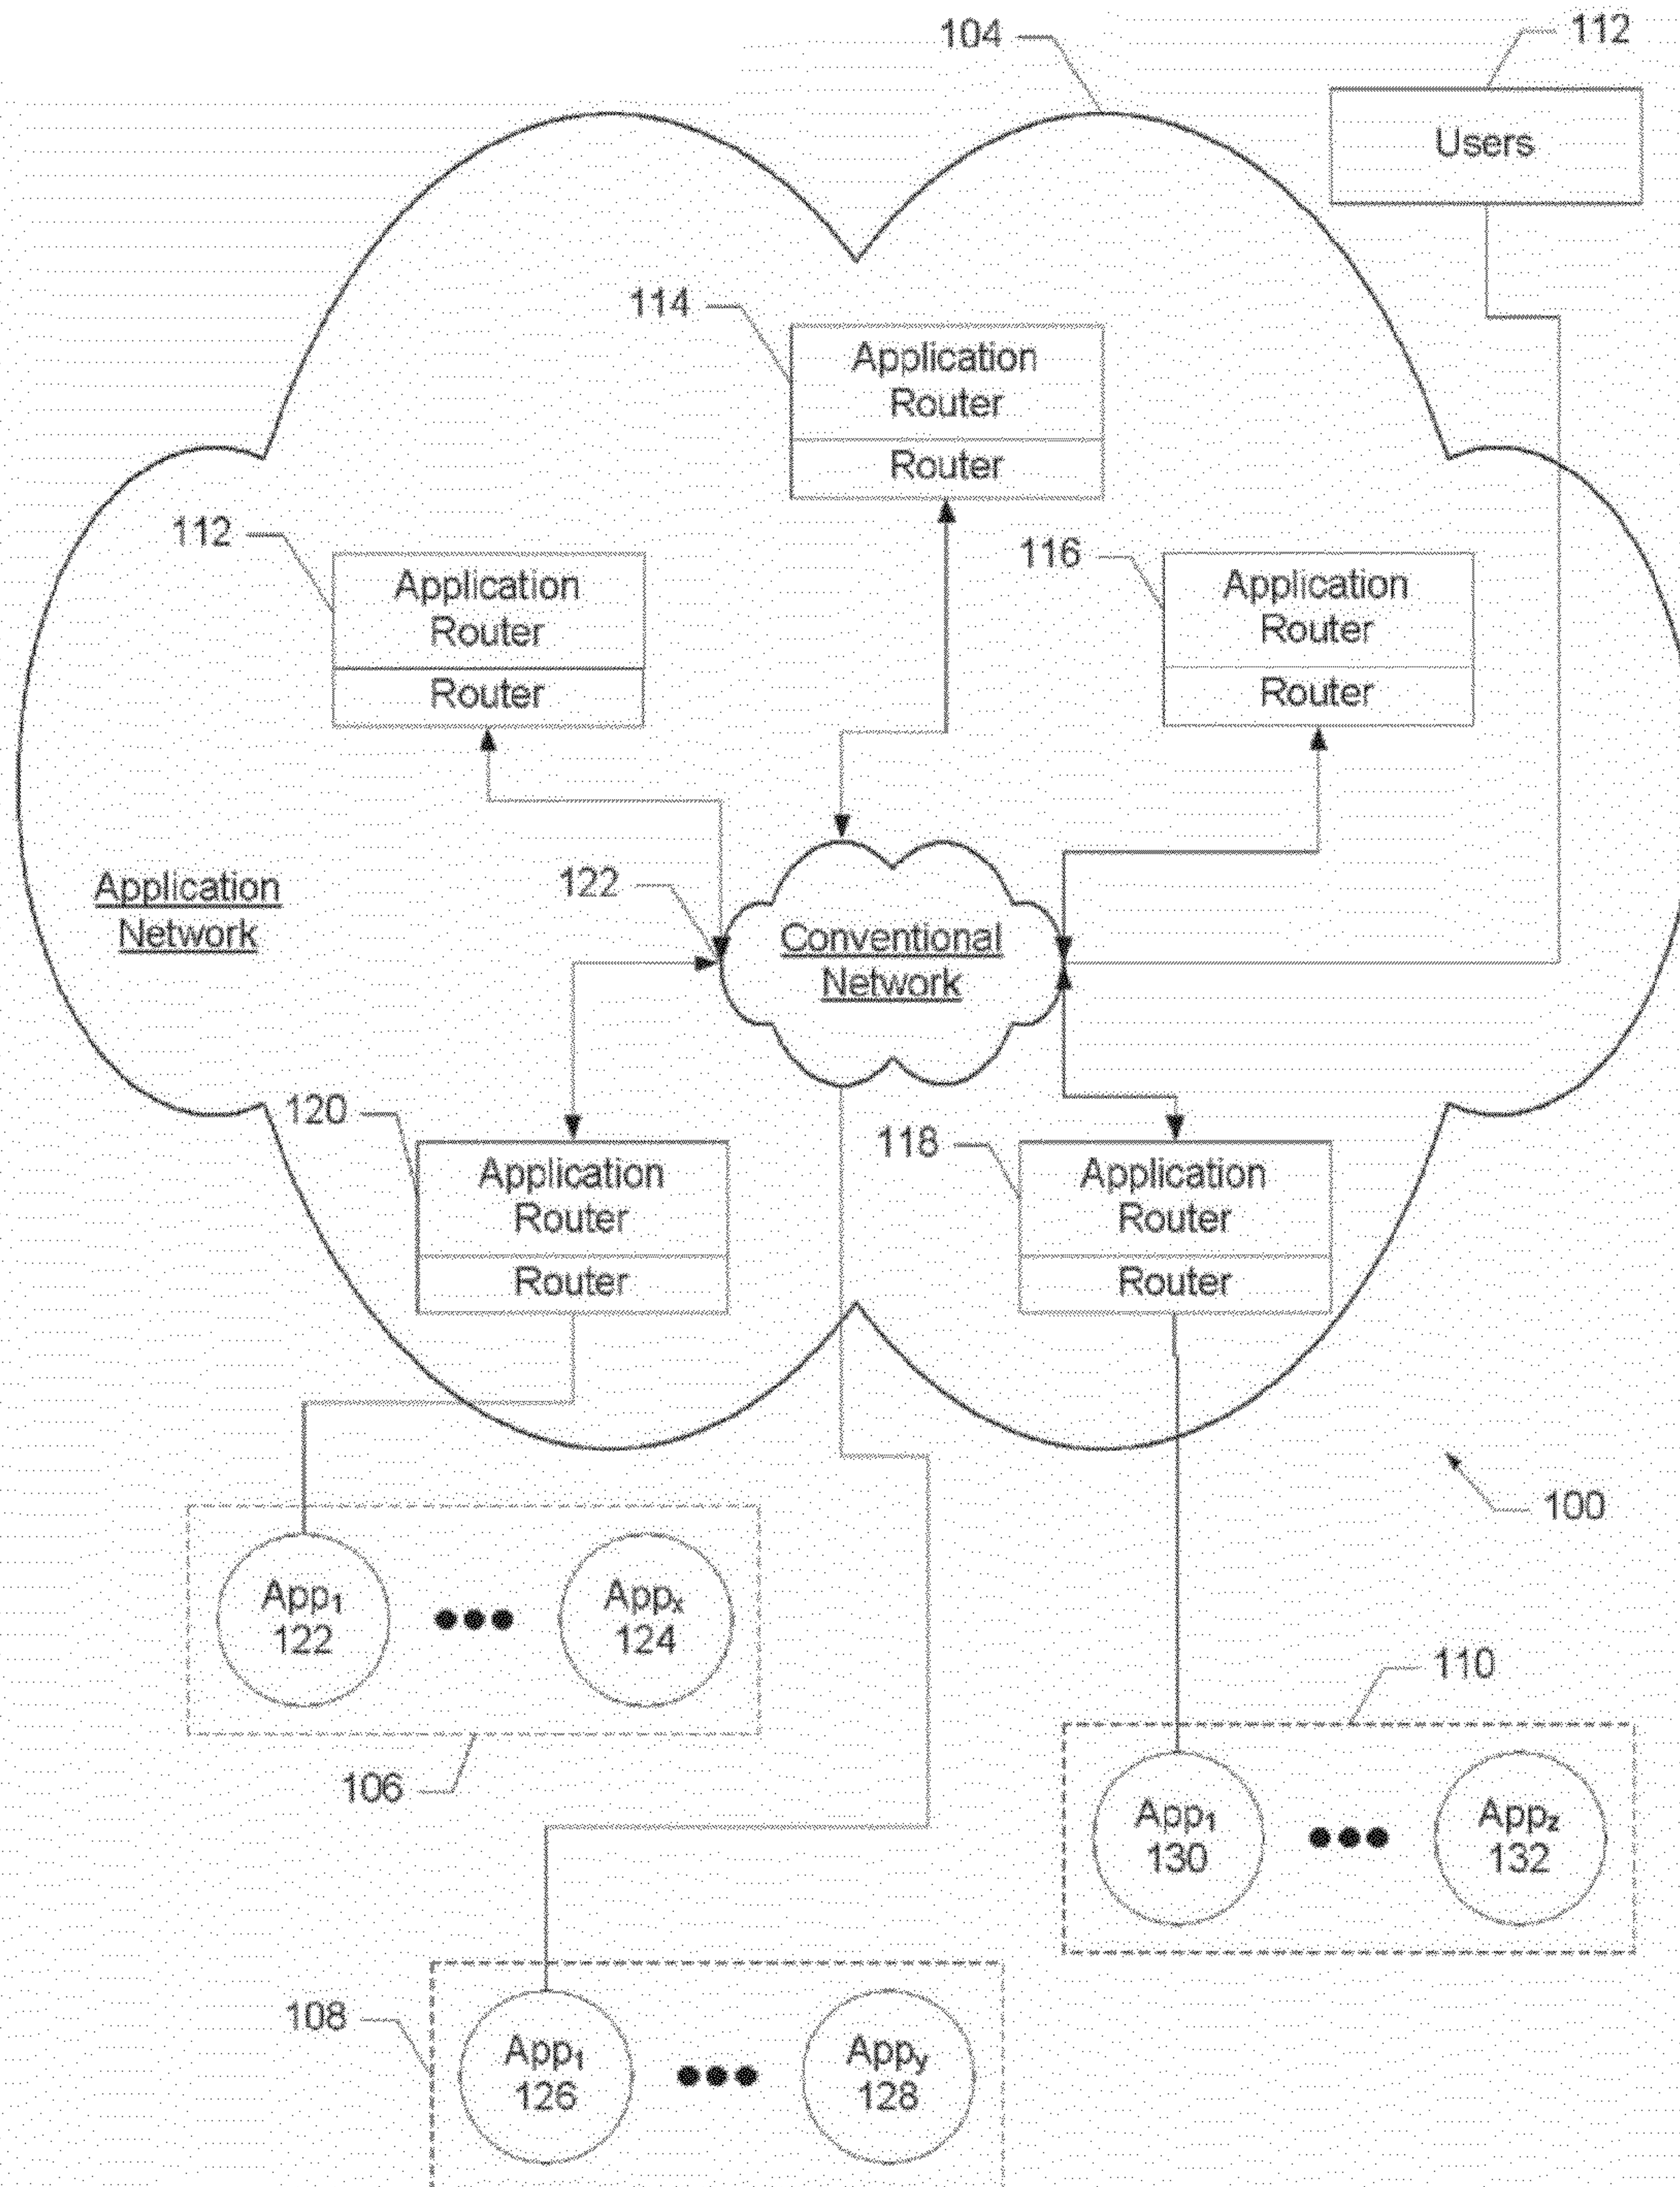 104
112
Users
114
Application
Router
Router
112
Application
Router
Router
116
Application
Router
Router
Application
Network
122
Conventional
Network
120
Application
Router
Router
118
Application
Router
Router
100
App₁
122
Appₓ
124
106
110
App₁
130
App_z
132
108
App₁
126
App_y
128